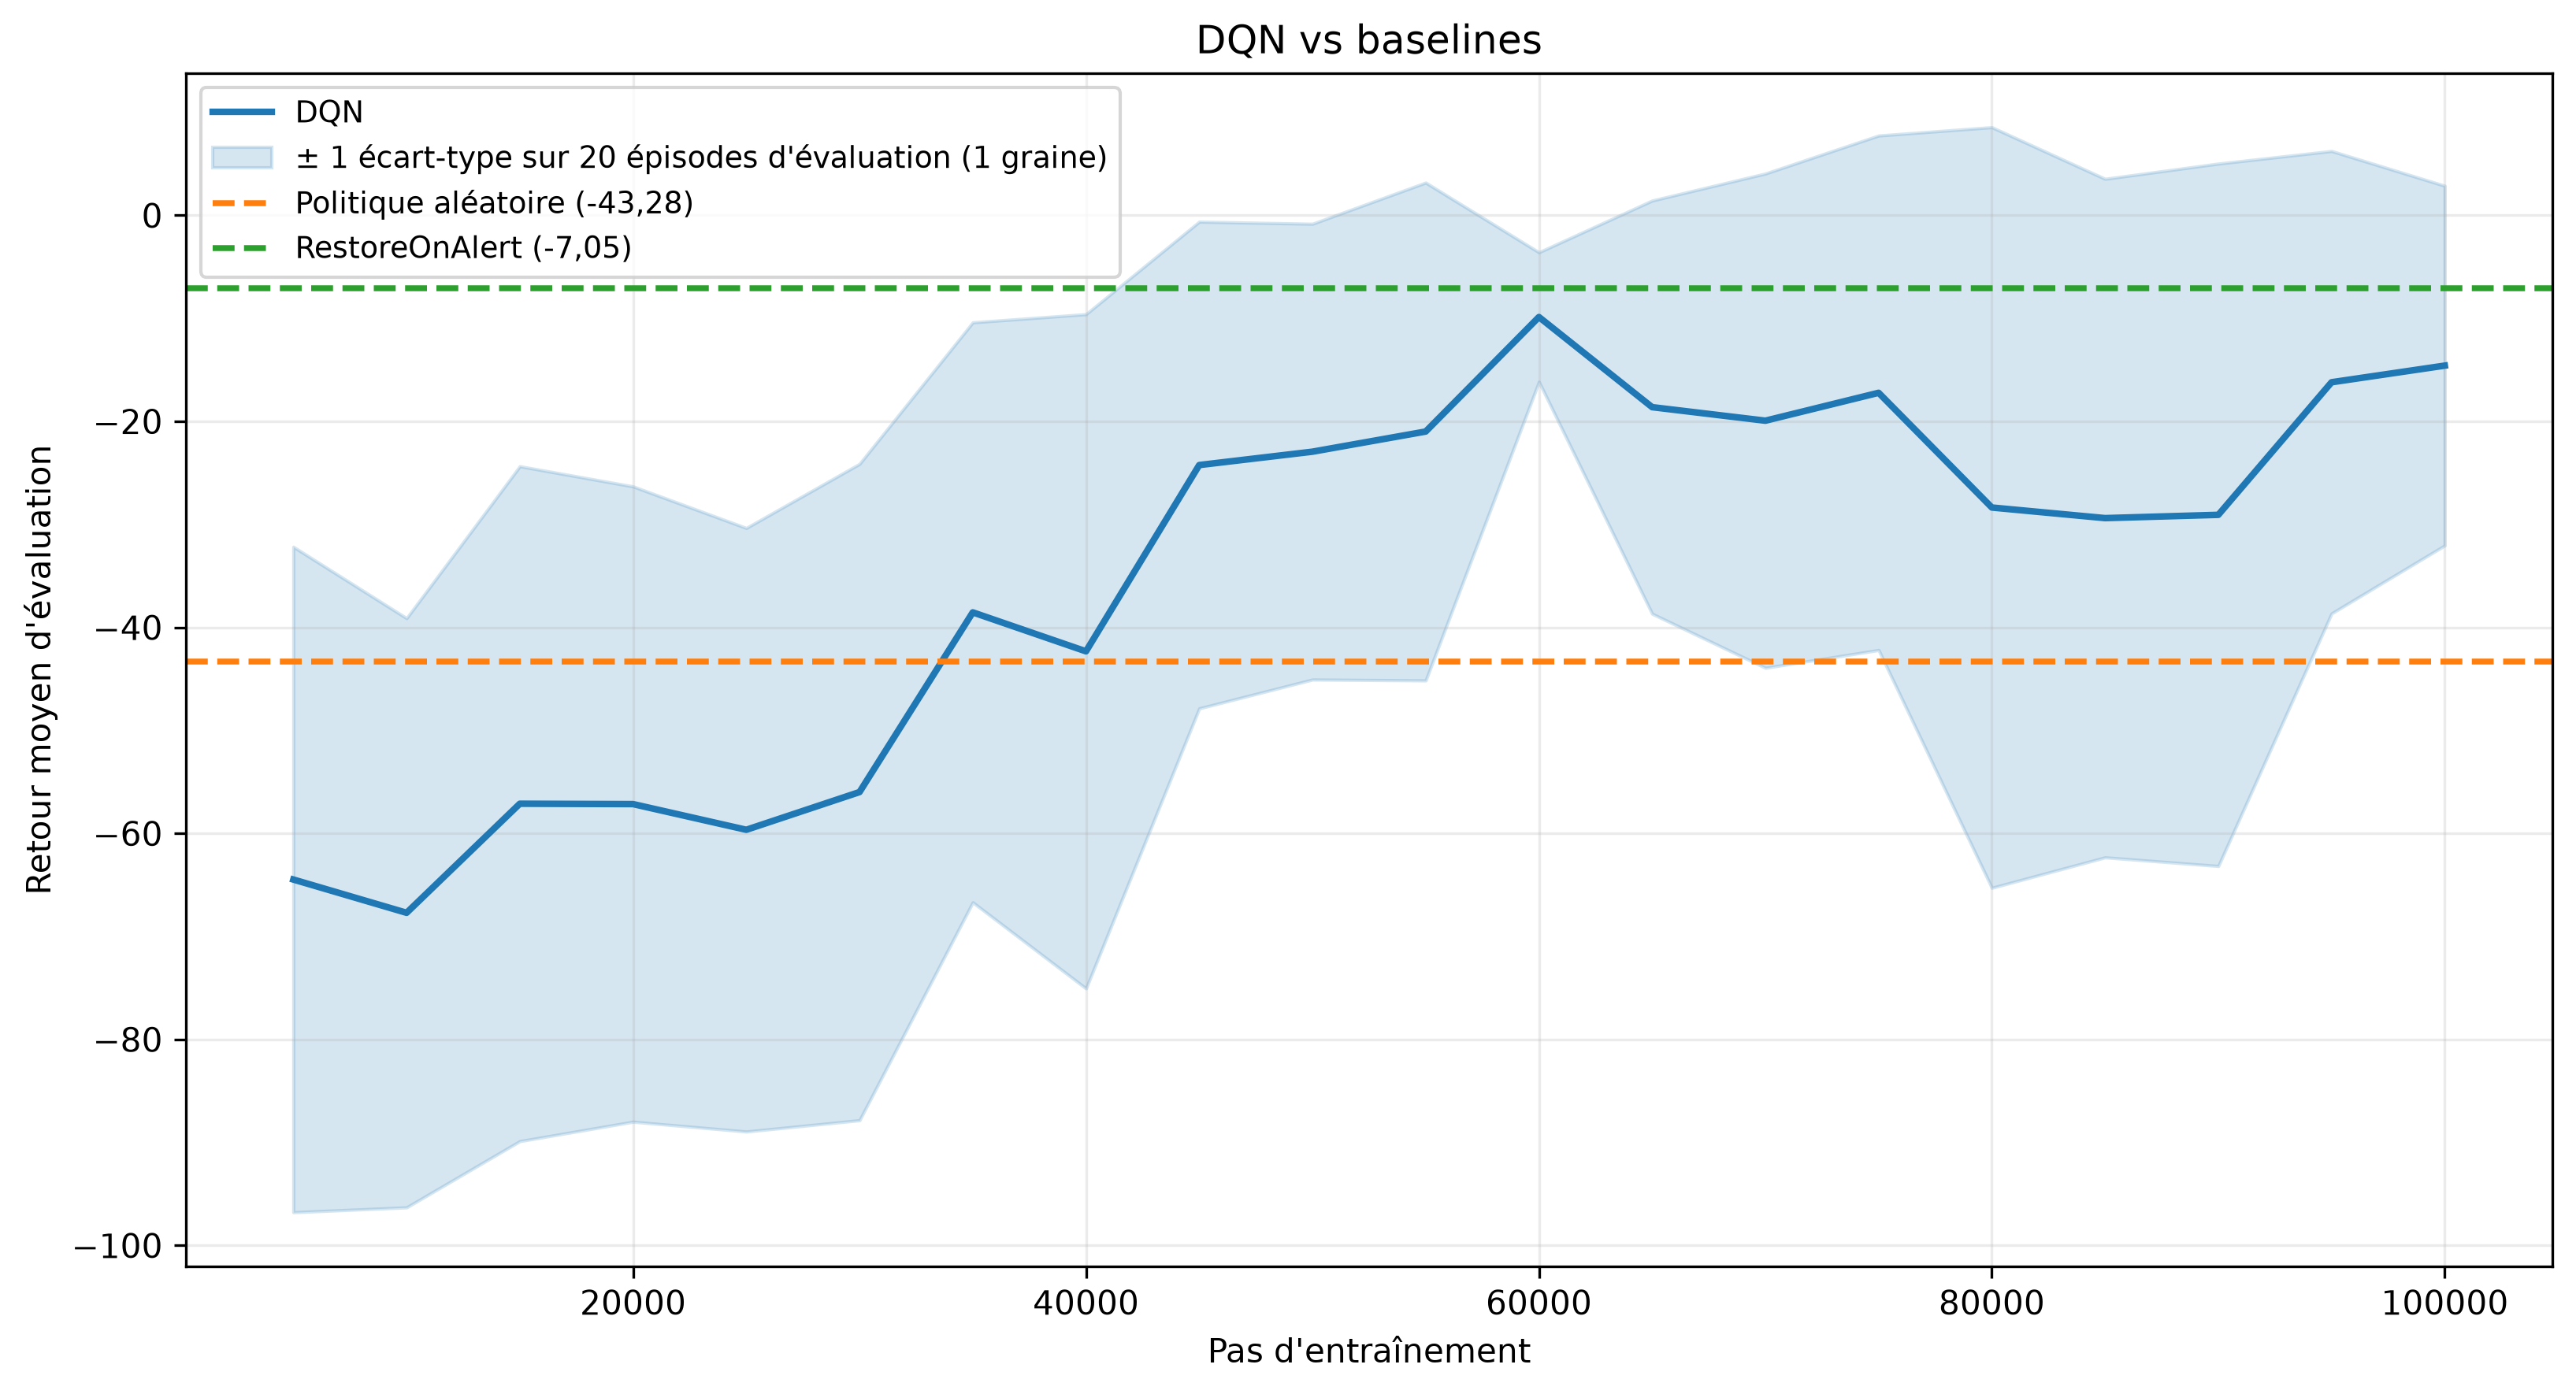 DQN vs baselines
DQN
± 1 écart-type sur 20 épisodes d'évaluation (1 graine)
Politique aléatoire (-43,28)
RestoreOnAlert (-7,05)
Retour moyen d'évaluation
0
−20
−40
−60
−80
−100
20000
40000
60000
80000
100000
Pas d'entraînement